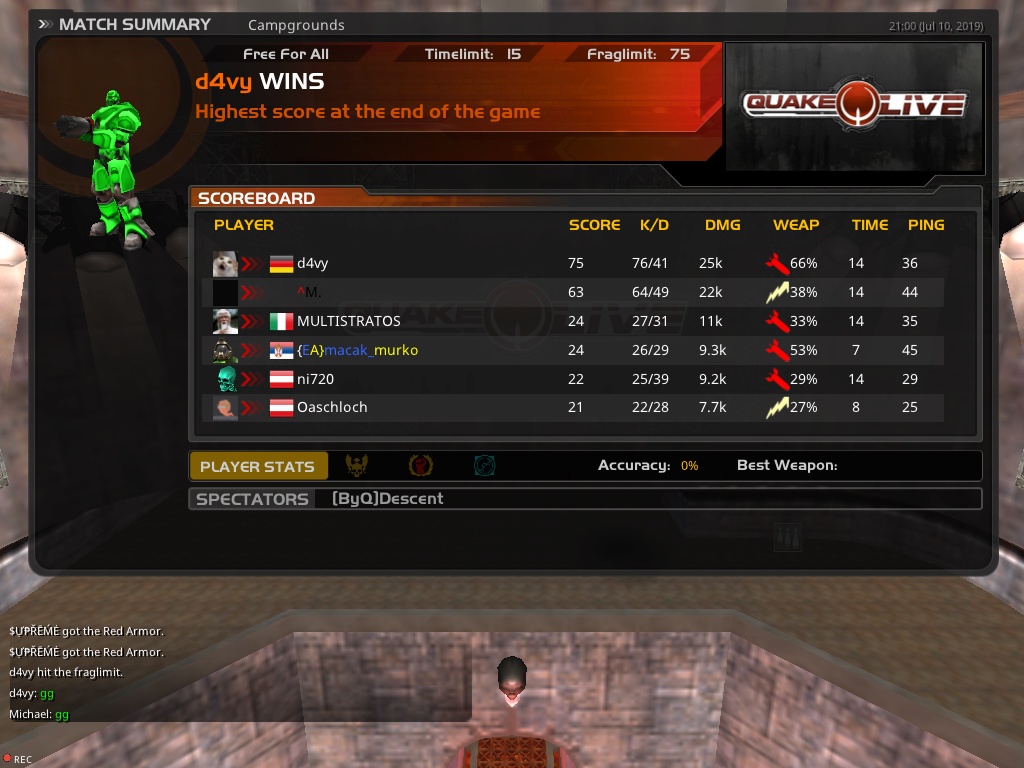 MATCH SUMMARY Campgrounds 21:00 (Jul 10, 2019)
Free For All Timelimit: 15 Fraglimit: 75
d4vy WINS
Highest score at the end of the game
QUAKE LIVE
SCOREBOARD
PLAYER SCORE K/D DMG WEAP TIME PING
d4vy 75 76/41 25k 66% 14 36
^M. 63 64/49 22k 38% 14 44
MULTISTRATOS 24 27/31 11k 33% 14 35
{EA}macak_murko 24 26/29 9.3k 53% 7 45
ni720 22 25/39 9.2k 29% 14 29
Oaschloch 21 22/28 7.7k 27% 8 25
PLAYER STATS Accuracy: 0% Best Weapon:
SPECTATORS [ByQ]Descent
got the Red Armor.
got the Red Armor.
d4vy hit the fraglimit.
d4vy: gg
Michael: gg
REC